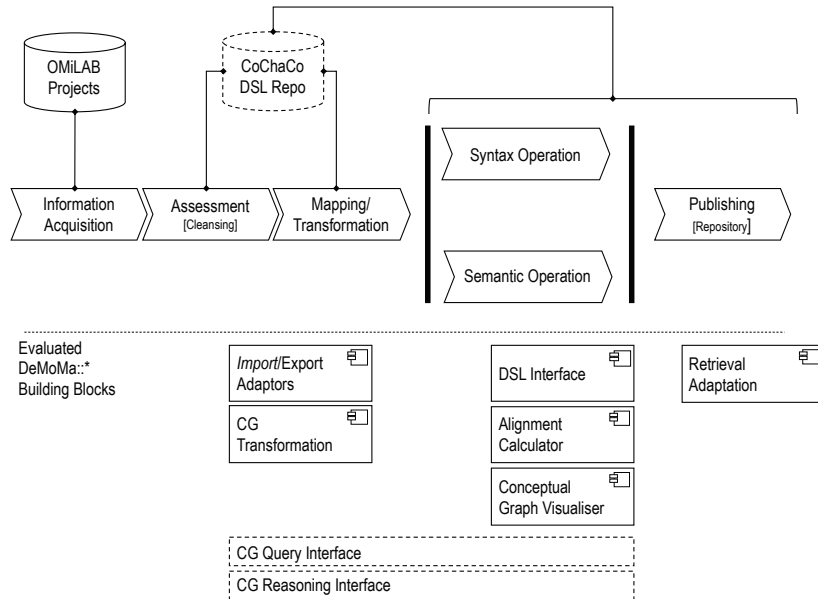 OMiLAB
Projects
CoChaCo
DSL Repo
Information
Acquisition
Assessment
[Cleansing]
Mapping/
Transformation
Syntax Operation
Semantic Operation
Publishing
[Repository]
Evaluated
DeMoMa::*
Building Blocks
Import/Export
Adaptors
CG
Transformation
DSL Interface
Alignment
Calculator
Conceptual
Graph Visualiser
Retrieval
Adaptation
CG Query Interface
CG Reasoning Interface